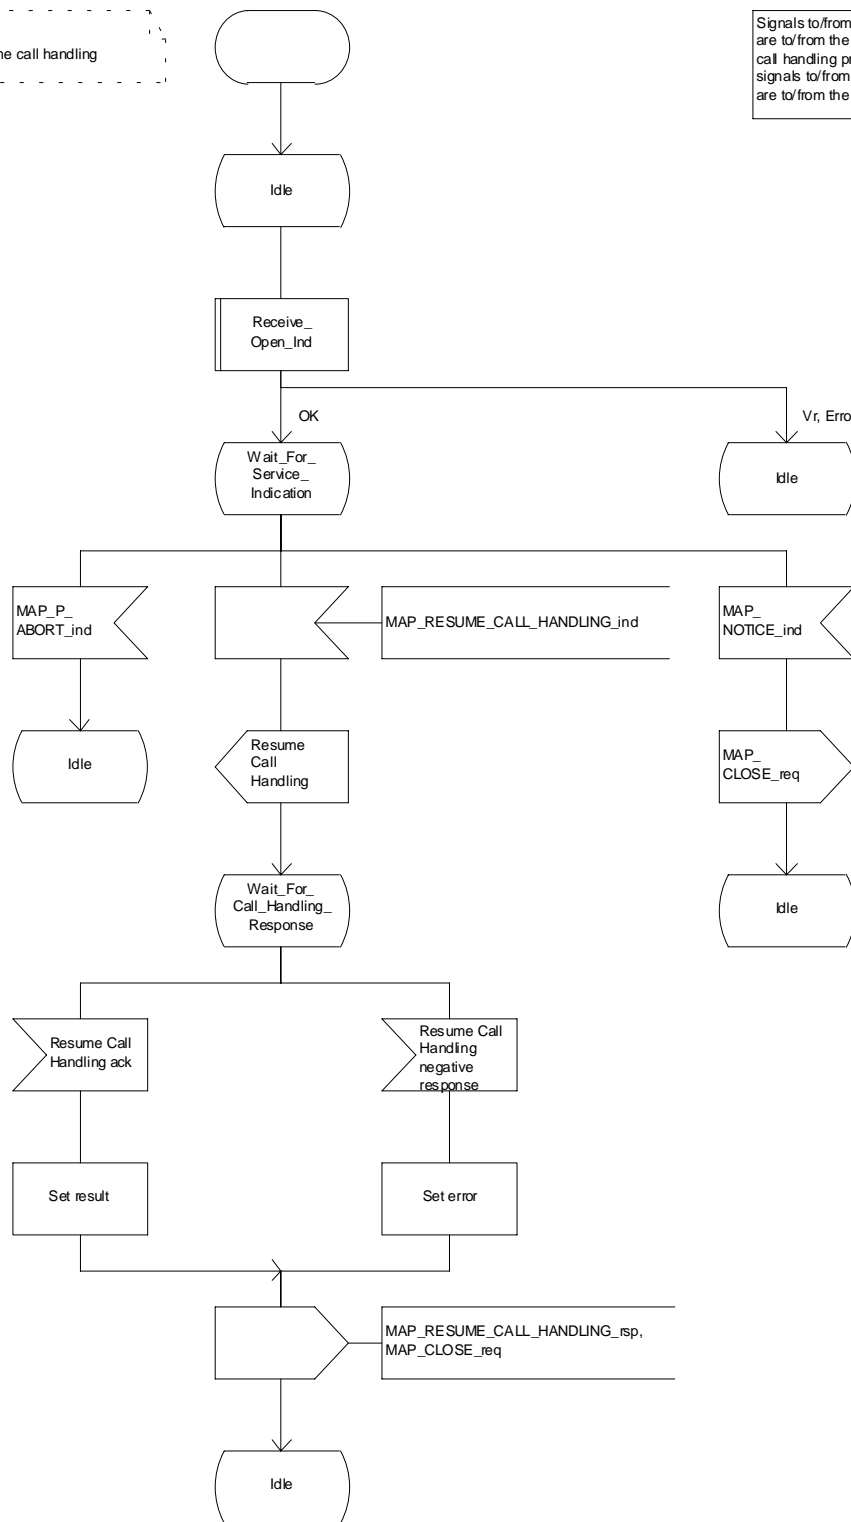 me call handling
Signals to/from
are to/from the
call handling pr
signals to/from
are to/from the
Idle
Receive_
Open_Ind
OK
Vr, Erro
Wait_For_
Service_
Indication
Idle
MAP_P_
ABORT_ind
MAP_RESUME_CALL_HANDLING_ind
MAP_
NOTICE_ind
Idle
Resume
Call
Handling
MAP_
CLOSE_req
Wait_For_
Call_Handling_
Response
Idle
Resume Call
Handling ack
Resume Call
Handling
negative
response
Set result
Set error
MAP_RESUME_CALL_HANDLING_rsp,
MAP_CLOSE_req
Idle